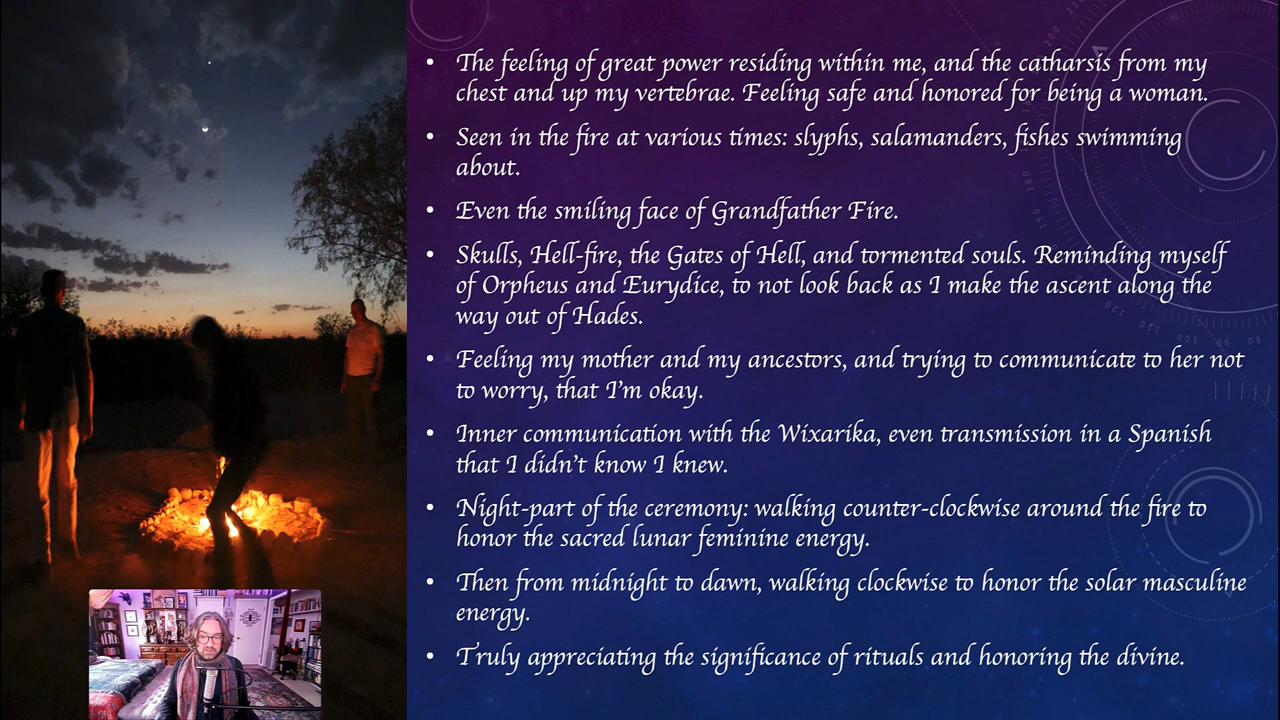 • The feeling of great power residing within me, and the catharsis from my
chest and up my vertebrae. Feeling safe and honored for being a woman.
• Seen in the fire at various times: slyphs, salamanders, fishes swimming
about.
• Even the smiling face of Grandfather Fire.
• Skulls, Hell-fire, the Gates of Hell, and tormented souls. Reminding myself
of Orpheus and Eurydice, to not look back as I make the ascent along the
way out of Hades.
• Feeling my mother and my ancestors, and trying to communicate to her not
to worry, that I'm okay.
• Inner communication with the Wixarika, even transmission in a Spanish
that I didn't know I knew.
• Night-part of the ceremony: walking counter-clockwise around the fire to
honor the sacred lunar feminine energy.
• Then from midnight to dawn, walking clockwise to honor the solar masculine
energy.
• Truly appreciating the significance of rituals and honoring the divine.